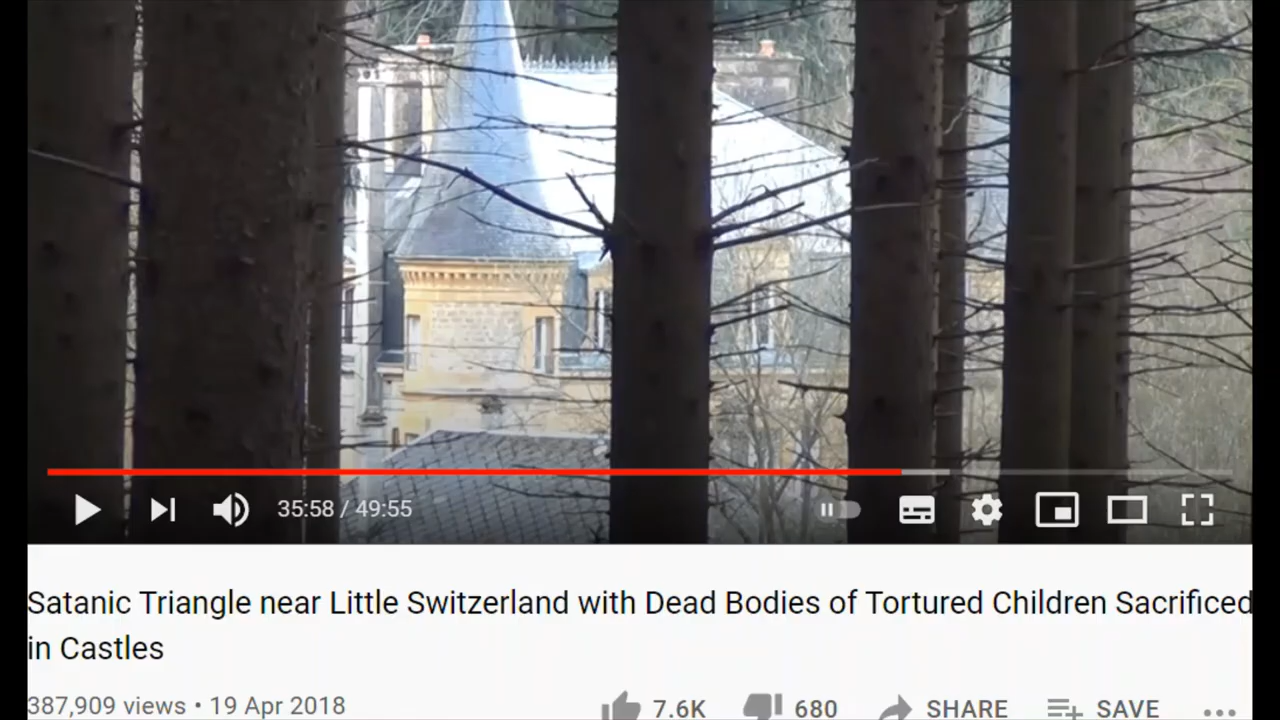 35:58 / 49:55
Satanic Triangle near Little Switzerland with Dead Bodies of Tortured Children Sacrificed
in Castles
387,909 views • 19 Apr 2018 7.6K 680 SHARE SAVE